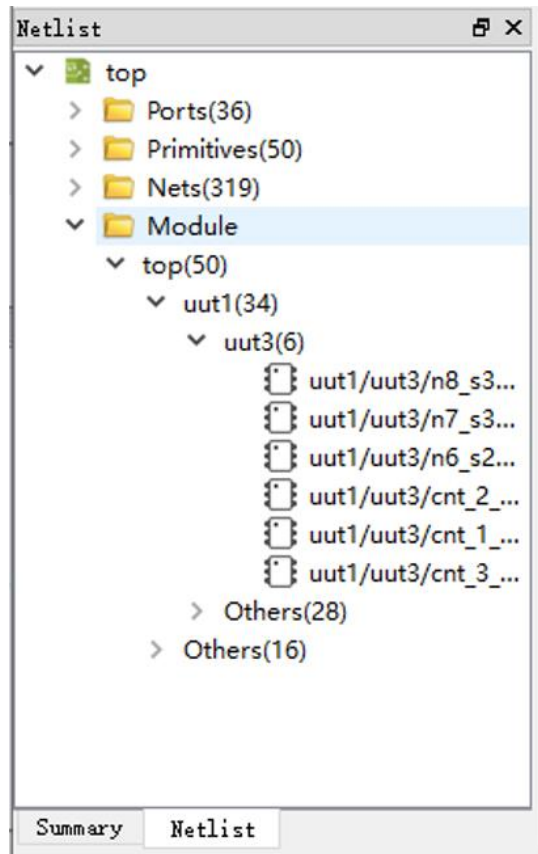 Netlist
top
Ports(36)
Primitives(50)
Nets(319)
Module
top(50)
uut1(34)
uut3(6)
uut1/uut3/n8_s3...
uut1/uut3/n7_s3...
uut1/uut3/n6_s2...
uut1/uut3/cnt_2_...
uut1/uut3/cnt_1_...
uut1/uut3/cnt_3_...
Others(28)
Others(16)
Summary Netlist